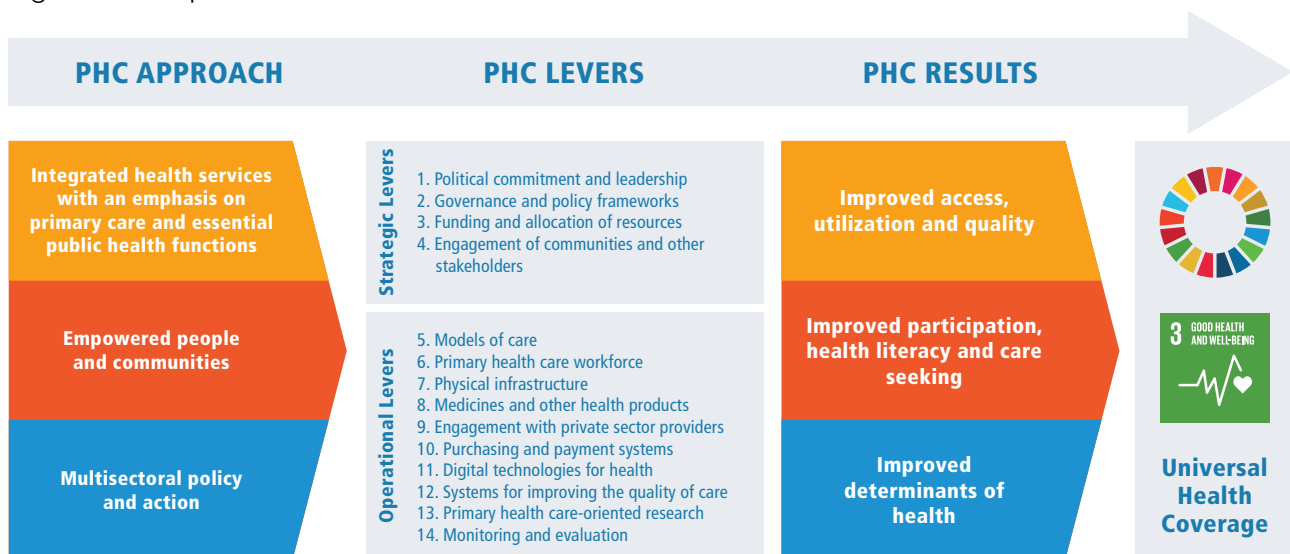 PHC APPROACH
PHC LEVERS
PHC RESULTS
Integrated health services
with an emphasis on
primary care and essential
public health functions
Empowered people
and communities
Multisectoral policy
and action
Strategic Levers
1. Political commitment and leadership
2. Governance and policy frameworks
3. Funding and allocation of resources
4. Engagement of communities and other
stakeholders
Operational Levers
5. Models of care
6. Primary health care workforce
7. Physical infrastructure
8. Medicines and other health products
9. Engagement with private sector providers
10. Purchasing and payment systems
11. Digital technologies for health
12. Systems for improving the quality of care
13. Primary health care-oriented research
14. Monitoring and evaluation
Improved access,
utilization and quality
Improved participation,
health literacy and care
seeking
Improved
determinants of
health
3 GOOD HEALTH
AND WELL-BEING
Universal
Health
Coverage